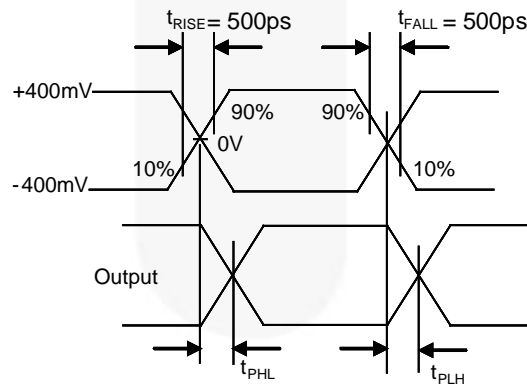 tRISE = 500ps
tFALL = 500ps
+400mV
90%
90%
0V
10%
10%
-400mV
Output
tPHL
tPLH